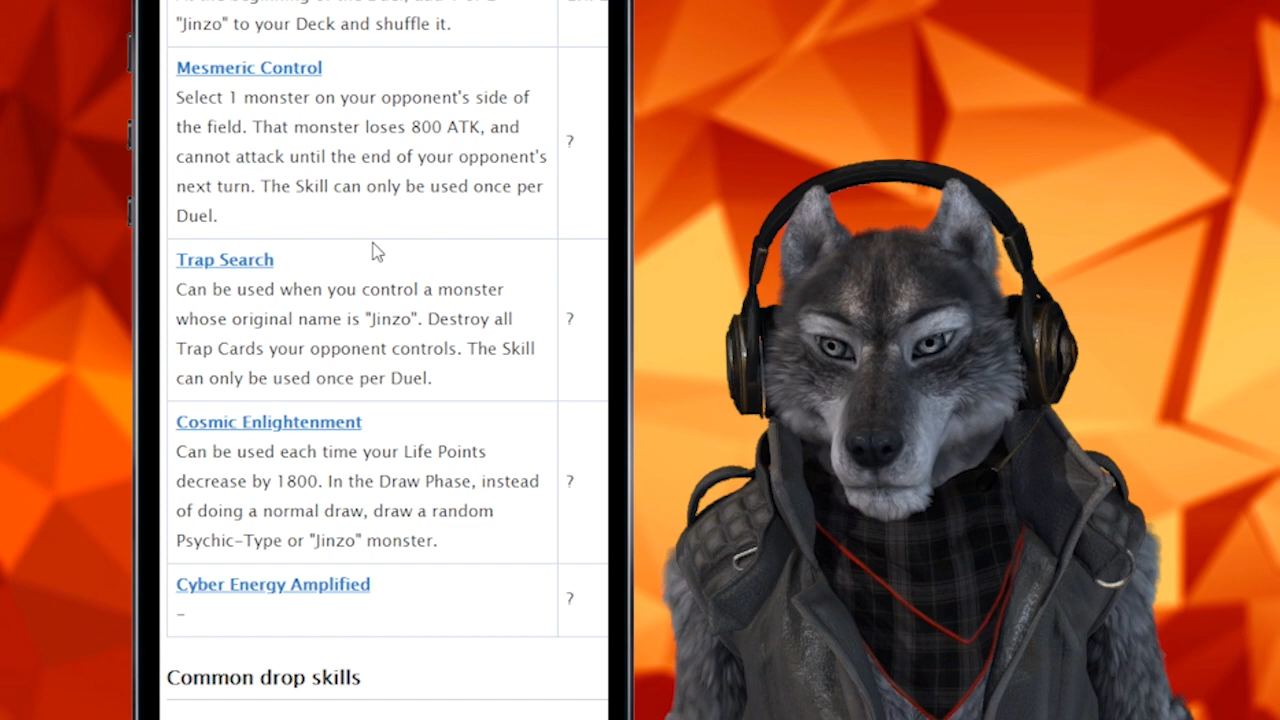 "Jinzo" to your Deck and shuffle it.
Mesmeric Control
Select 1 monster on your opponent's side of
the field. That monster loses 800 ATK, and
cannot attack until the end of your opponent's
next turn. The Skill can only be used once per
Duel.
?
Trap Search
Can be used when you control a monster
whose original name is "Jinzo". Destroy all
Trap Cards your opponent controls. The Skill
can only be used once per Duel.
?
Cosmic Enlightenment
Can be used each time your Life Points
decrease by 1800. In the Draw Phase, instead
of doing a normal draw, draw a random
Psychic-Type or "Jinzo" monster.
?
Cyber Energy Amplified
–
?
Common drop skills